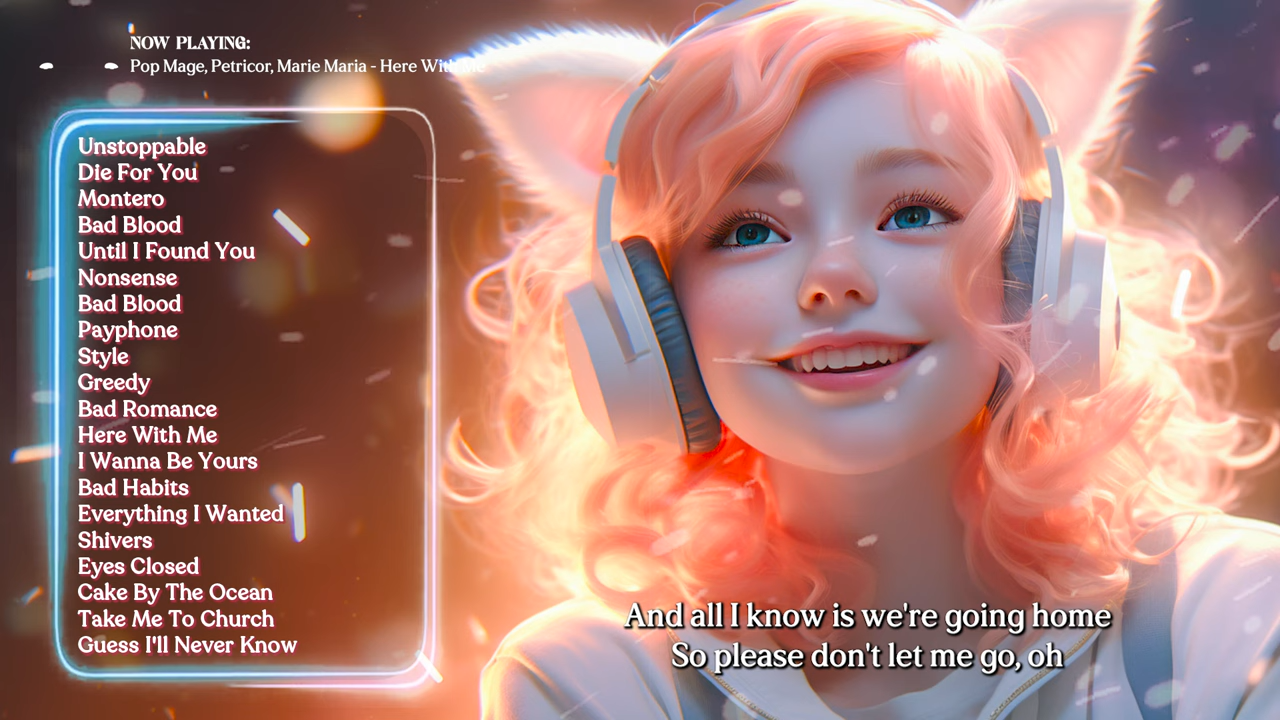 NOW PLAYING:
Pop Mage, Petricor, Marie Maria - Here With Me
Unstoppable
Die For You
Montero
Bad Blood
Until I Found You
Nonsense
Bad Blood
Payphone
Style
Greedy
Bad Romance
Here With Me
I Wanna Be Yours
Bad Habits
Everything I Wanted
Shivers
Eyes Closed
Cake By The Ocean
Take Me To Church
Guess I'll Never Know
And all I know is we're going home
So please don't let me go, oh